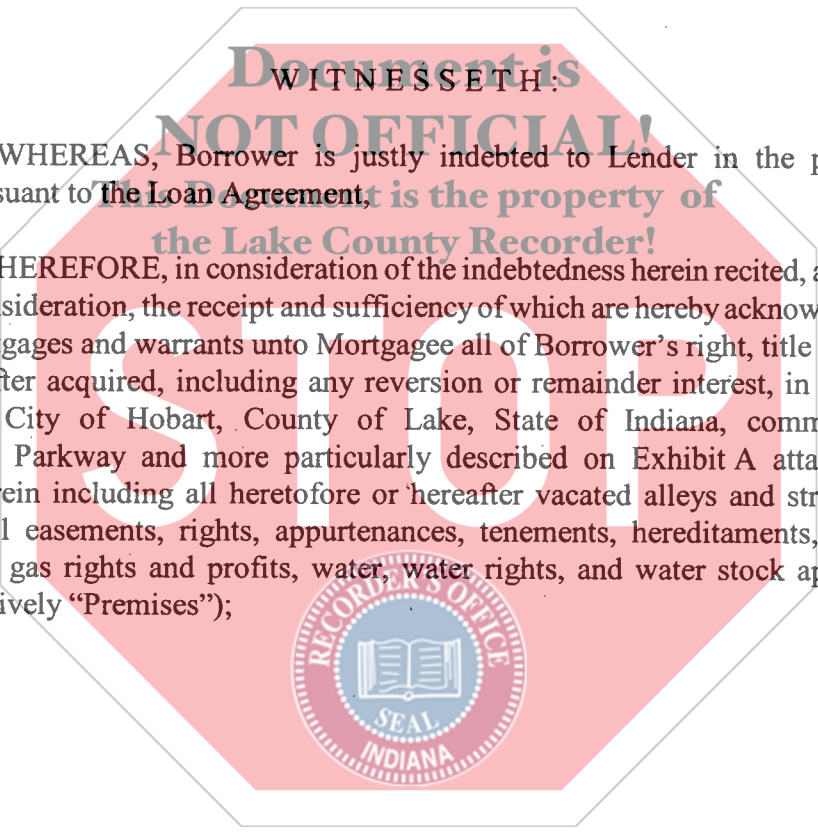 Document is
WITNESSETH:
NOT OFFICIAL!
WHEREAS, Borrower is justly indebted to Lender in the p
suant to the Loan Agreement,
This Document is the property of
the Lake County Recorder!
HEREFORE, in consideration of the indebtedness herein recited, a
sideration, the receipt and sufficiency of which are hereby acknow
gages and warrants unto Mortgagee all of Borrower's right, title
fter acquired, including any reversion or remainder interest, in
City of Hobart, County of Lake, State of Indiana, comm
Parkway and more particularly described on Exhibit A atta
rein including all heretofore or hereafter vacated alleys and str
l easements, rights, appurtenances, tenements, hereditaments,
gas rights and profits, water, water rights, and water stock ap
ively “Premises”);
STOP
RECORDER'S OFFICE
SEAL
INDIANA